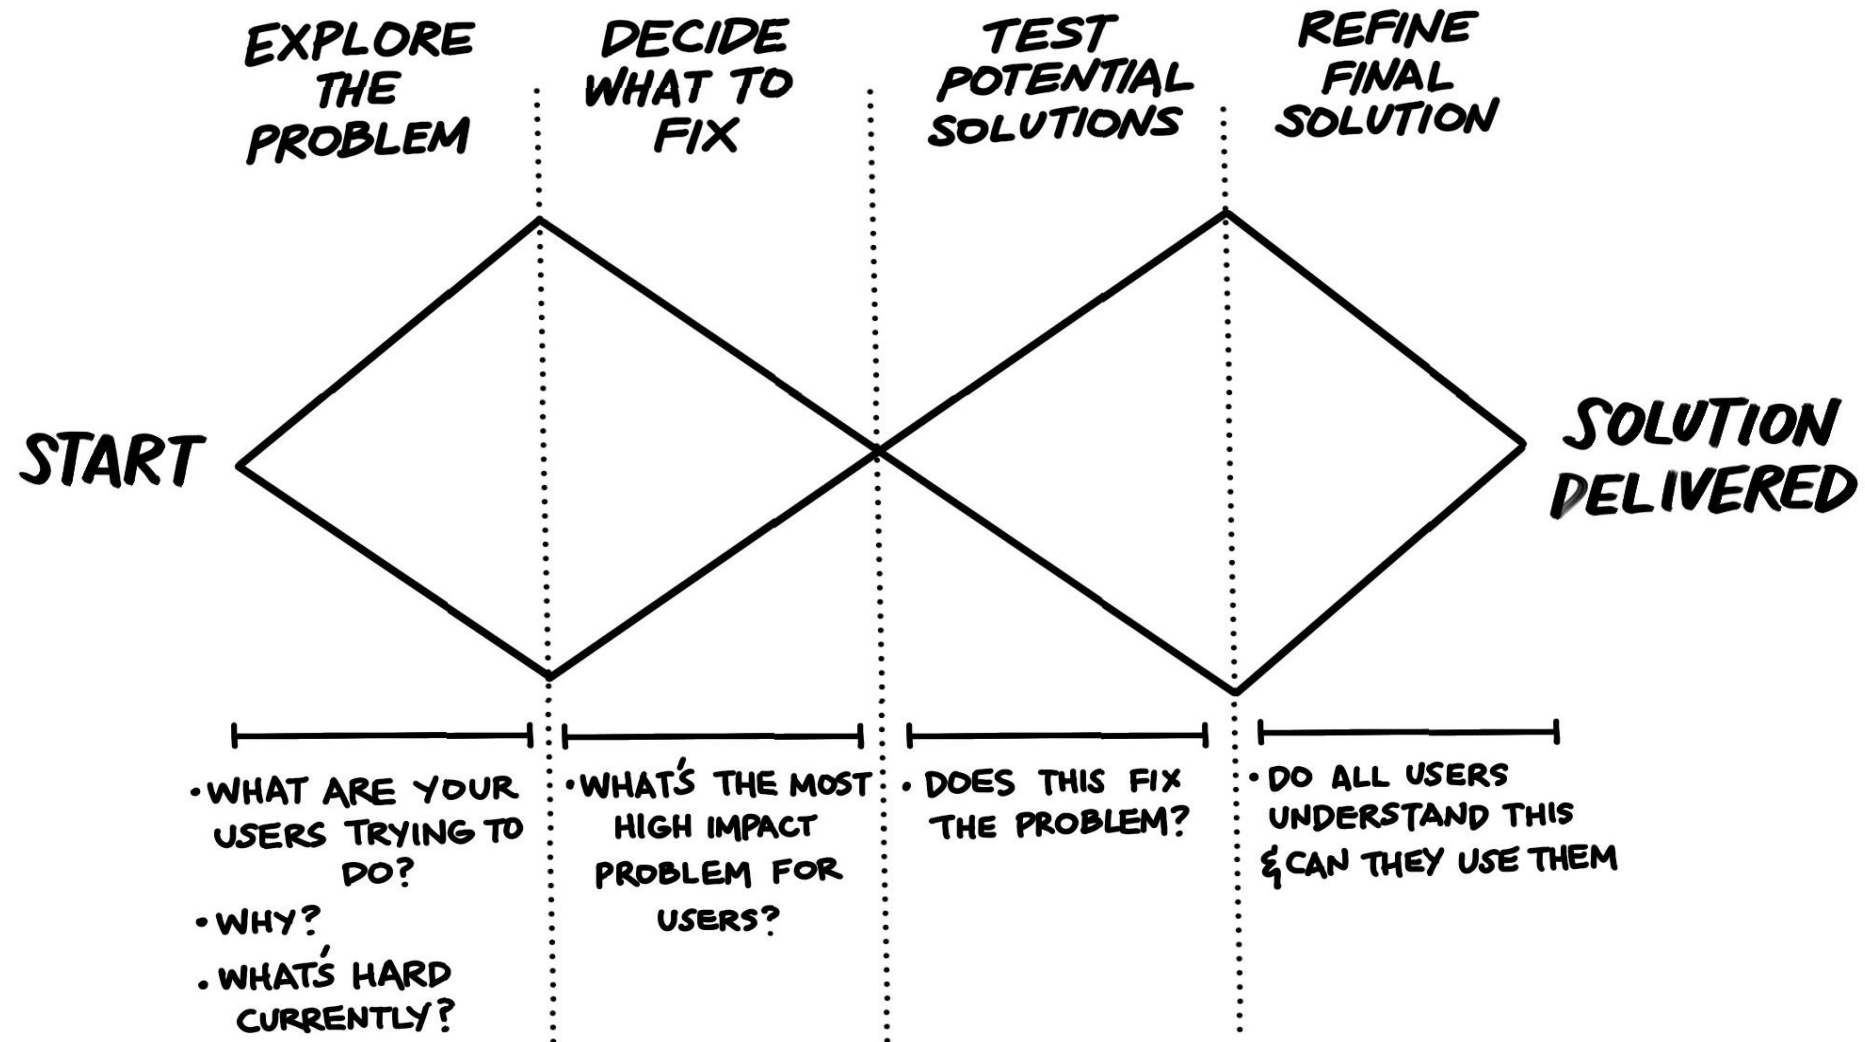 EXPLORE
THE
PROBLEM
DECIDE
WHAT TO
FIX
TEST
POTENTIAL
SOLUTIONS
REFINE
FINAL
SOLUTION
START
SOLUTION
DELIVERED
• WHAT ARE YOUR
USERS TRYING TO
DO?
• WHY?
• WHAT'S HARD
CURRENTLY?
• WHAT'S THE MOST
HIGH IMPACT
PROBLEM FOR
USERS?
• DOES THIS FIX
THE PROBLEM?
• DO ALL USERS
UNDERSTAND THIS
& CAN THEY USE THEM